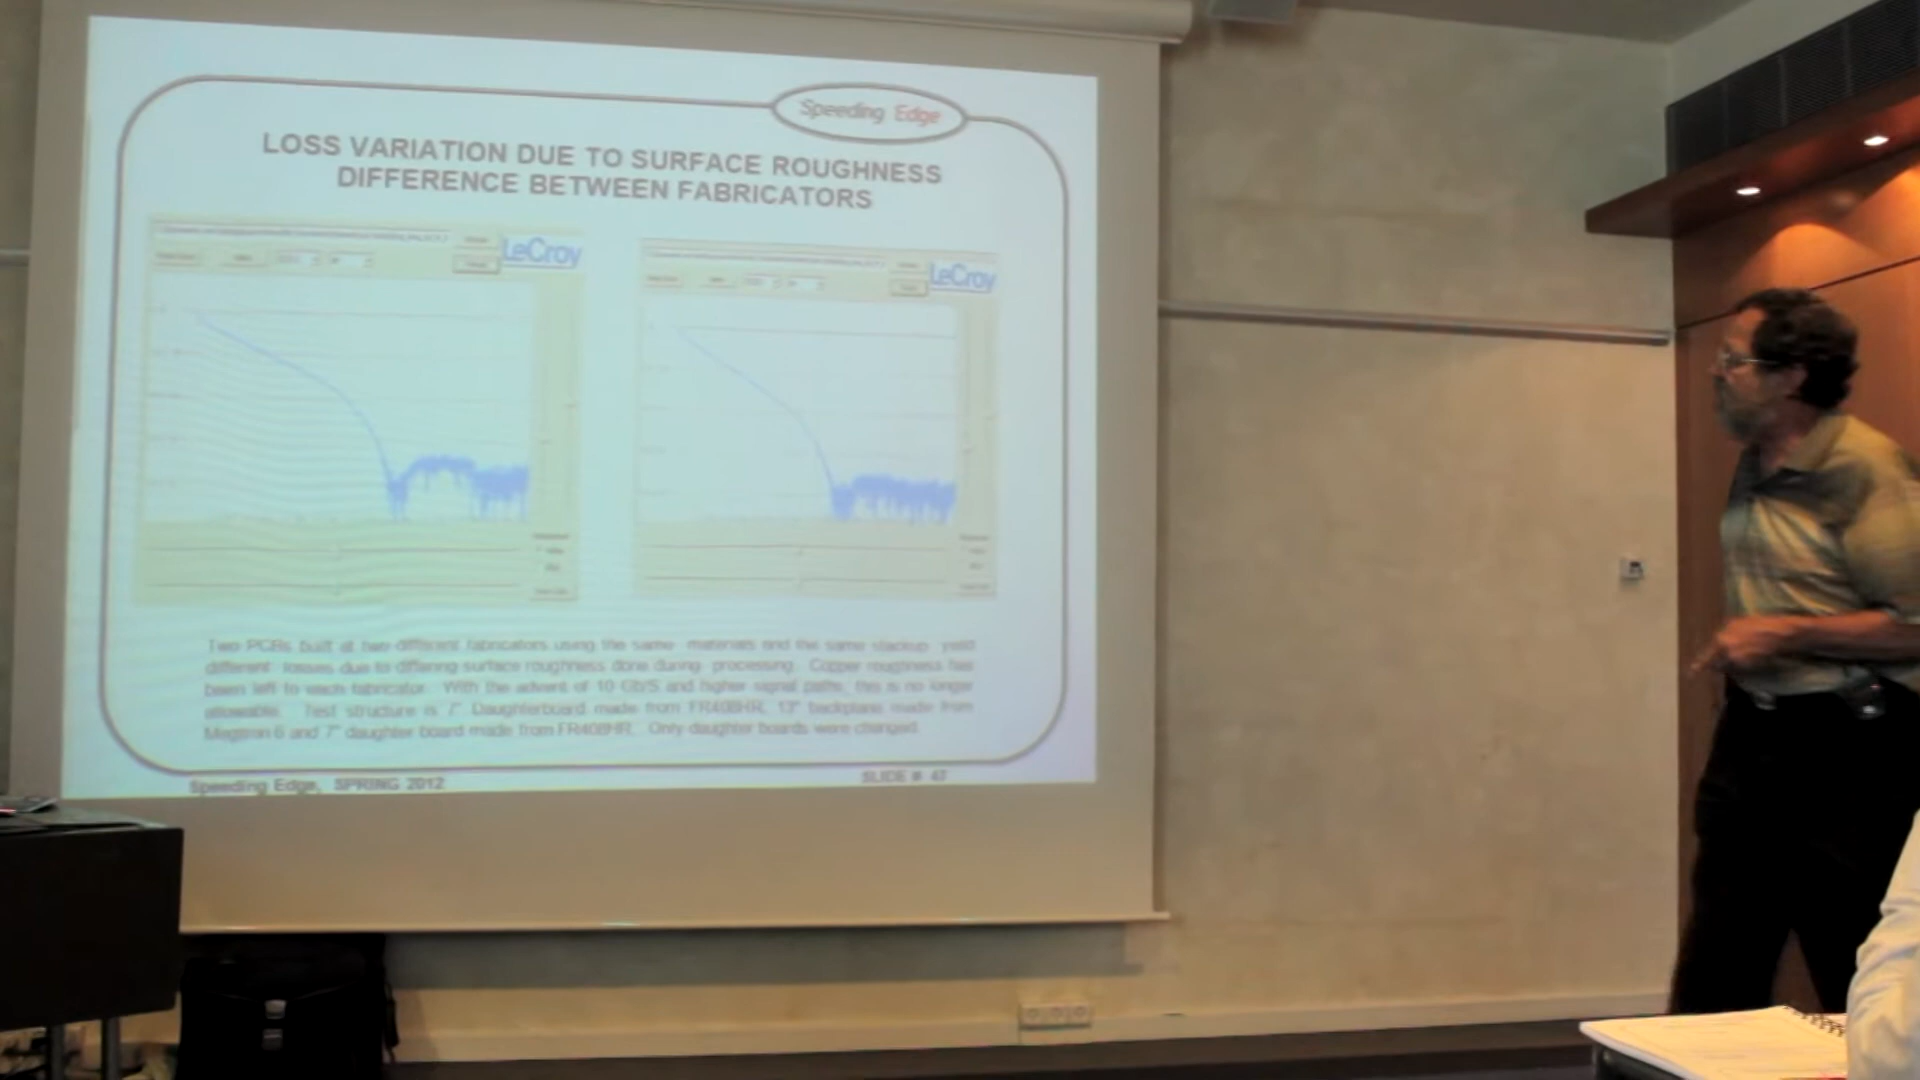 Speeding Edge
LOSS VARIATION DUE TO SURFACE ROUGHNESS
DIFFERENCE BETWEEN FABRICATORS
LeCroy
LeCroy
Two PCBs built at two different fabricators using the same materials and the same stackup yield
different losses due to differing surface roughness done during processing. Copper roughness has
been left to each fabricator. With the advent of 10 Gb/S and higher signal paths, this is no longer
allowable. Test structure is 7" Daughterboard made from FR408HR, 13" backplane made from
Megtron 6 and 7" daughter board made from FR408HR. Only daughter boards were changed.
Speeding Edge, SPRING 2012
SLIDE #